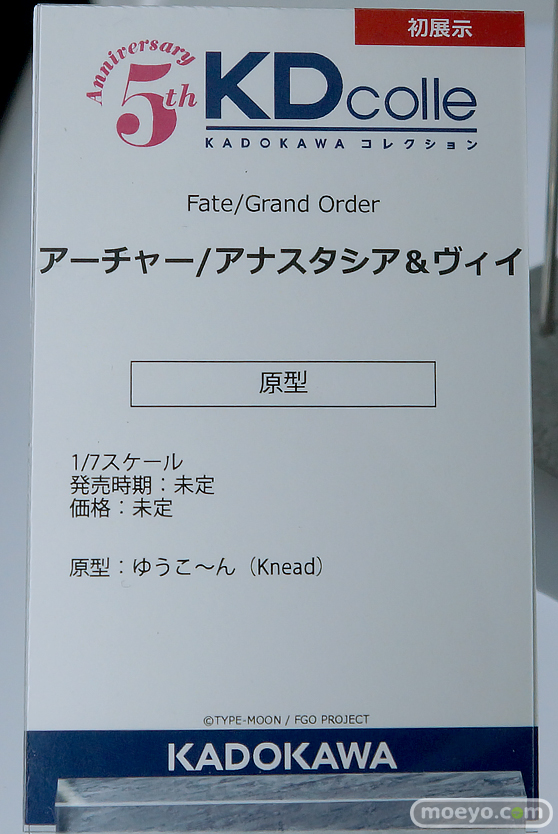 初展示
Anniversary
5th
KDcolle
KADOKAWA コレクション
Fate/Grand Order
アーチャー/アナスタシア&ヴィイ
原型
1/7スケール
発売時期：未定
価格：未定
原型：ゆうこ〜ん（Knead）
©TYPE-MOON / FGO PROJECT
KADOKAWA
moeyo.com